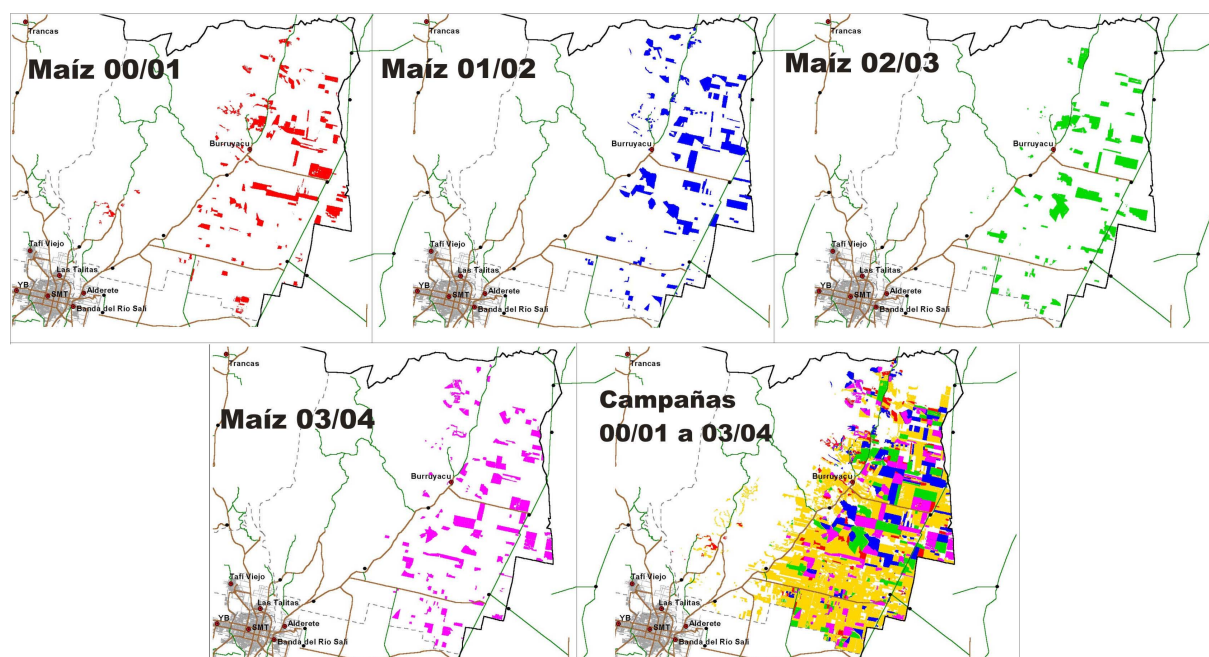 Trancas
Maíz 00/01
Burruyacu
Tafí Viejo
Las Talitas
YB
SMT
Alderete
Banda del Río Salí
Trancas
Maíz 01/02
Burruyacu
Tafí Viejo
Las Talitas
YB
SMT
Alderete
Banda del Río Salí
Trancas
Maíz 02/03
Burruyacu
Tafí Viejo
Las Talitas
YB
SMT
Alderete
Banda del Río Salí
Trancas
Maíz 03/04
Burruyacu
Tafí Viejo
Las Talitas
YB
SMT
Alderete
Banda del Río Salí
Trancas
Campañas
00/01 a 03/04
Burruyacu
Tafí Viejo
Las Talitas
YB
SMT
Alderete
Banda del Río Salí